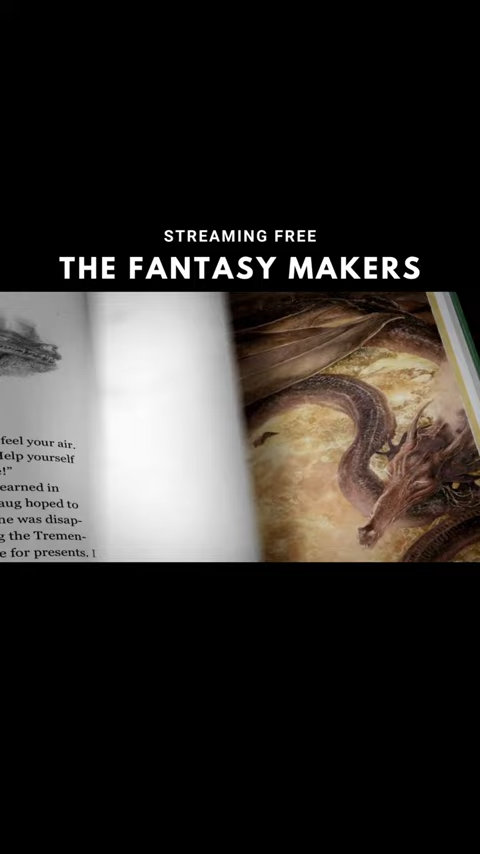 STREAMING FREE
THE FANTASY MAKERS
feel your air.
Help yourself
e!"
earned in
aug hoped to
he was disap-
g the Tremen-
e for presents, I